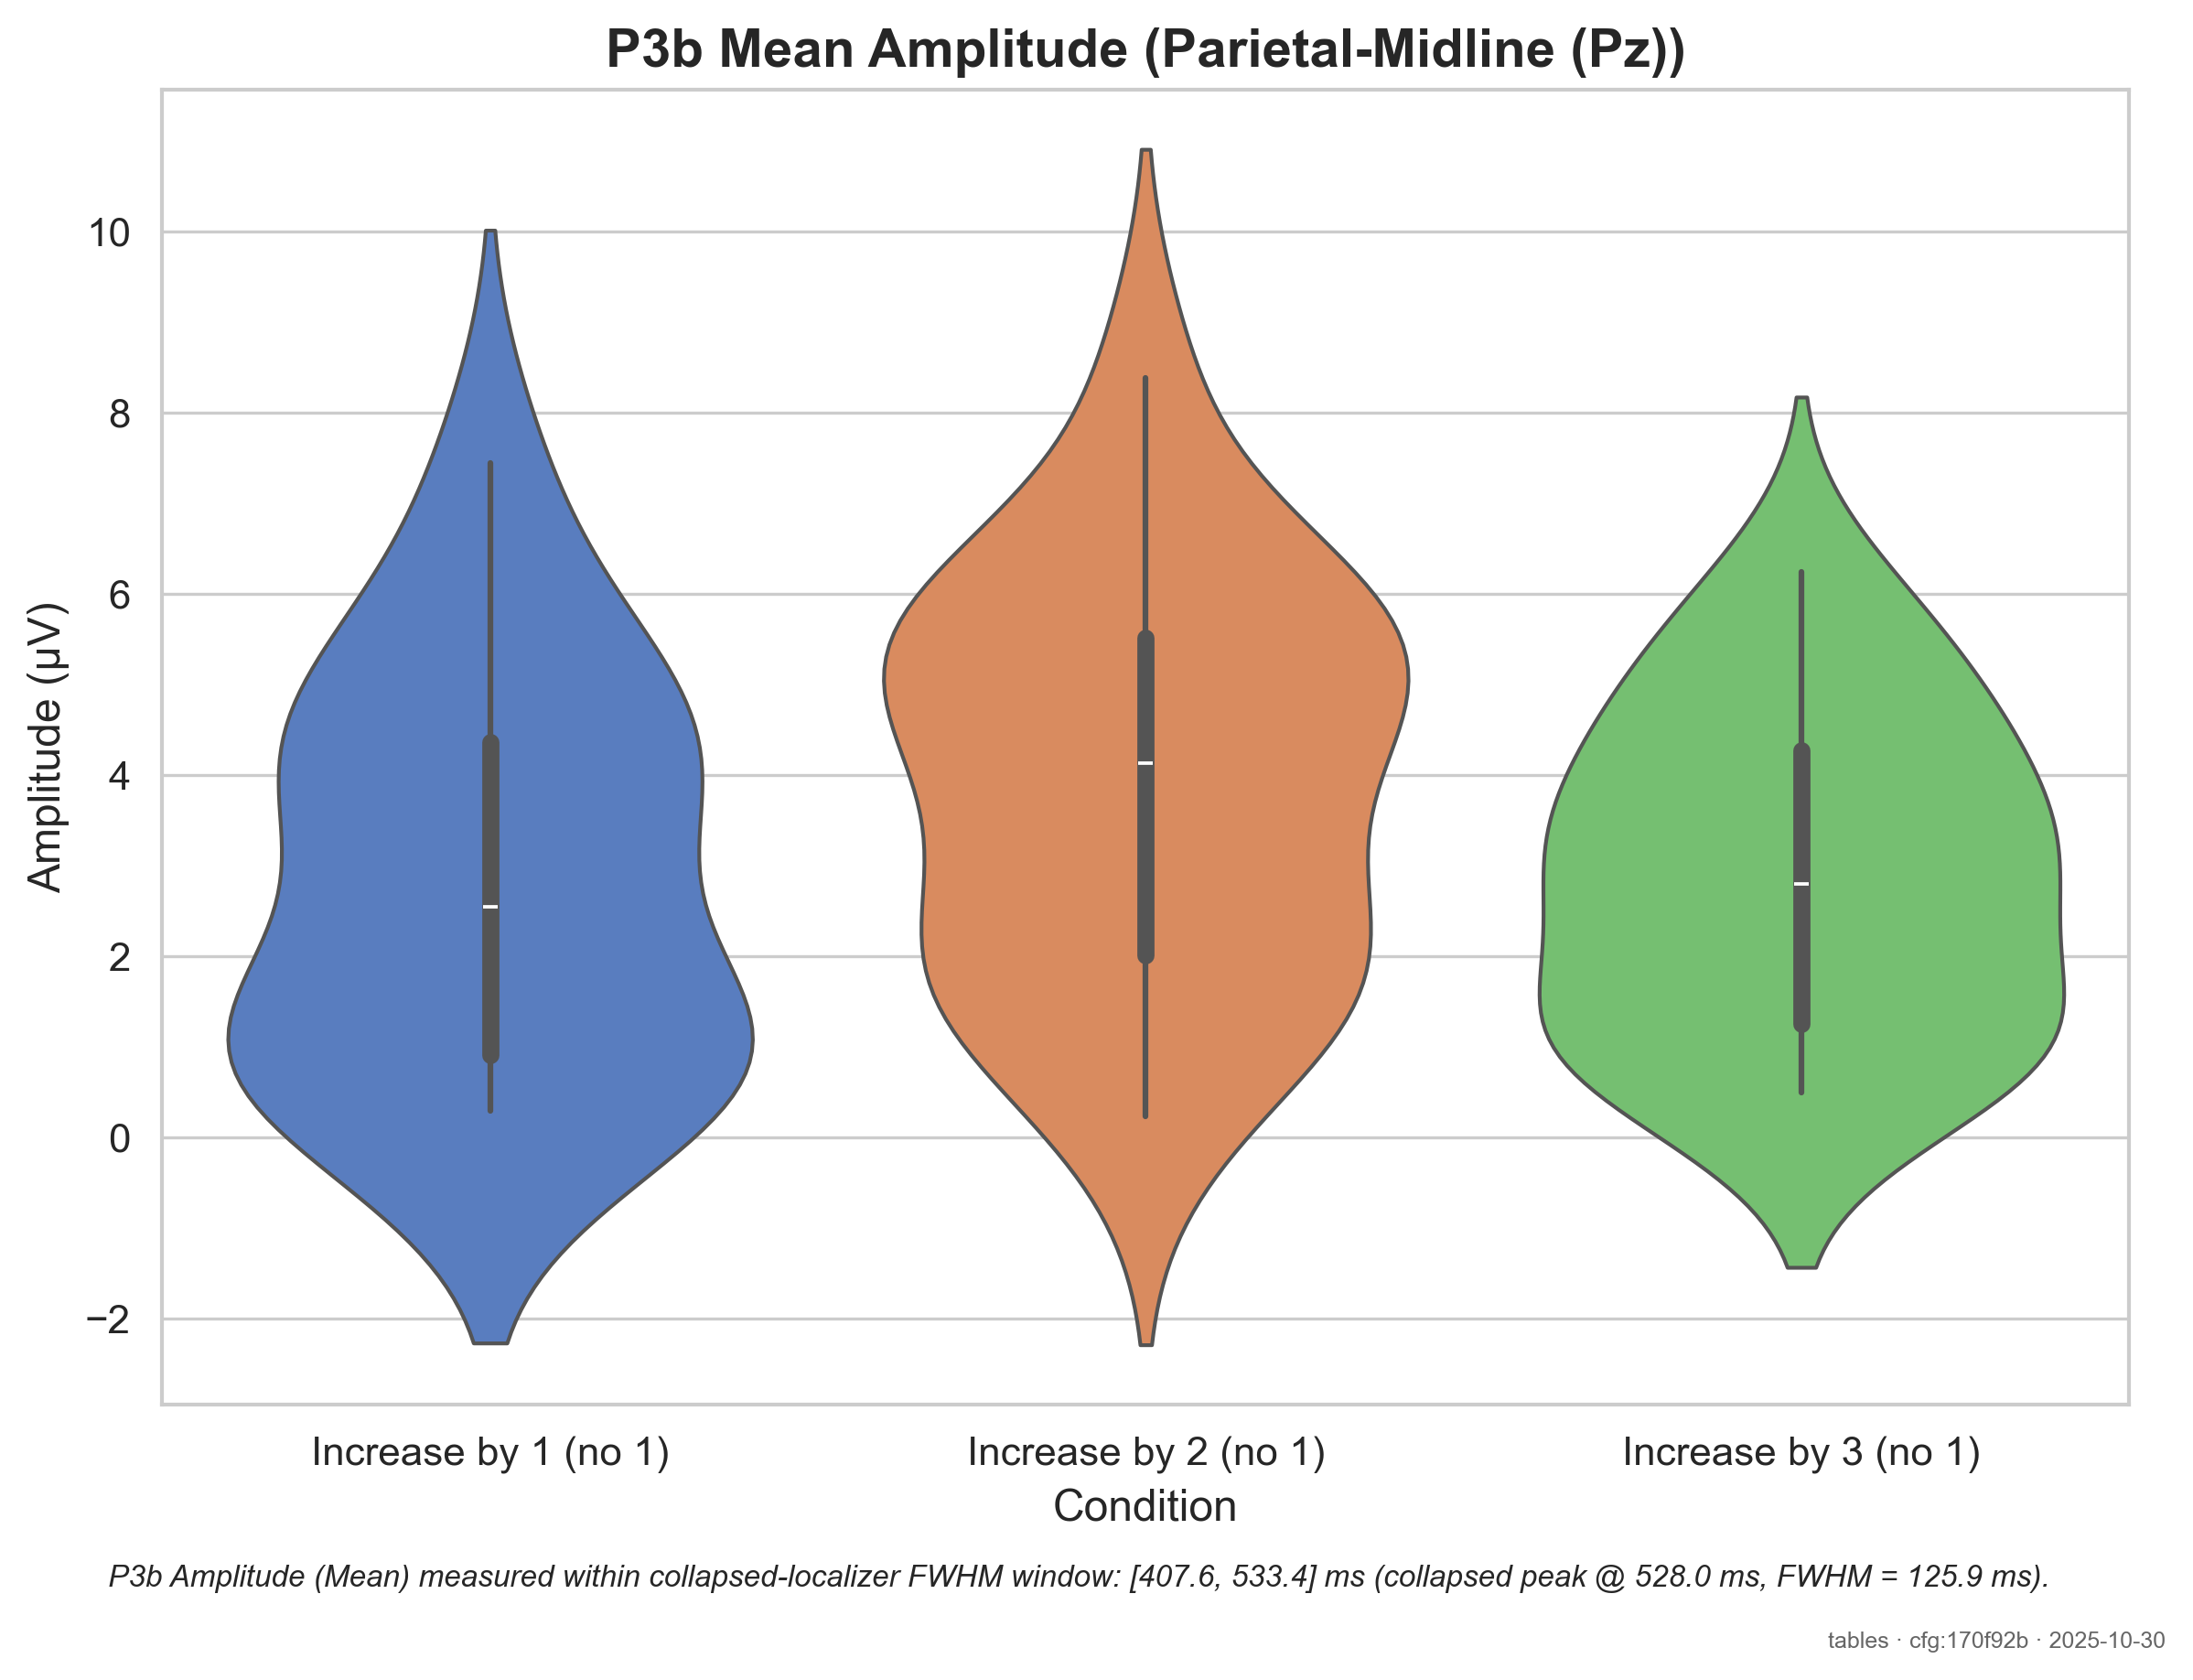 P3b Mean Amplitude (Parietal-Midline (Pz))
Amplitude (µV)
10
8
6
4
2
0
−2
Increase by 1 (no 1)
Increase by 2 (no 1)
Increase by 3 (no 1)
Condition
P3b Amplitude (Mean) measured within collapsed-localizer FWHM window: [407.6, 533.4] ms (collapsed peak @ 528.0 ms, FWHM = 125.9 ms).
tables · cfg:170f92b · 2025-10-30